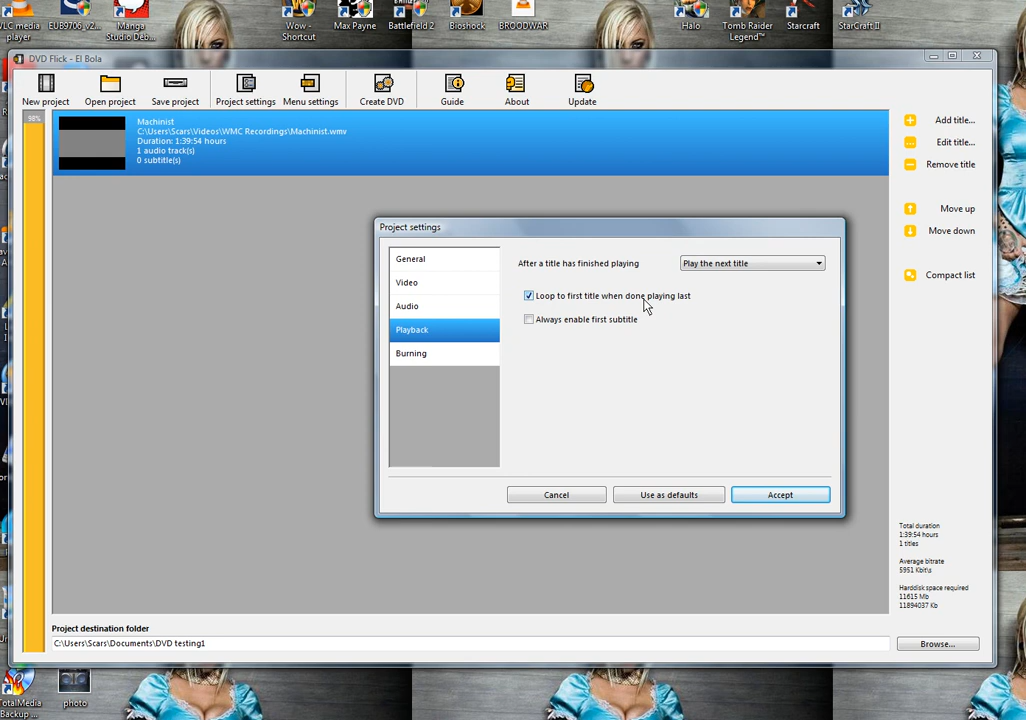 VLC media
player
EUB9706_v2...
Manga
Studio Deb...
Wow -
Shortcut
Max Payne
Battlefield 2
Bioshock
BROODWAR
Halo
Tomb Raider
Legend™
Starcraft
StarCraft II
DVD Flick - El Bola
New project
Open project
Save project
Project settings
Menu settings
Create DVD
Guide
About
Update
98%
Machinist
C:\Users\Scars\Videos\WMC Recordings\Machinist.wmv
Duration: 1:39:54 hours
1 audio track(s)
0 subtitle(s)
Add title...
Edit title...
Remove title
Move up
Move down
Compact list
Project settings
General
Video
Audio
Playback
Burning
After a title has finished playing
Play the next title
Loop to first title when done playing last
Always enable first subtitle
Cancel
Use as defaults
Accept
Total duration
1:39:54 hours
1 titles
Average bitrate
5951 Kbit\s
Harddisk space required
11615 Mb
11894037 Kb
Project destination folder
C:\Users\Scars\Documents\DVD testing1
Browse...
TotalMedia
Backup ...
photo